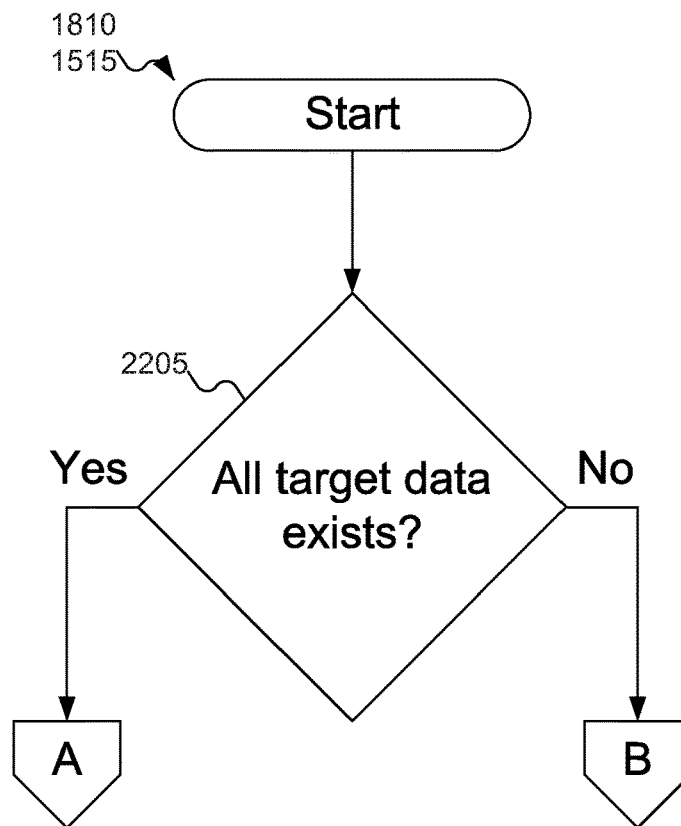 1810
1515
Start
2205
Yes
No
All target data
exists?
A
B